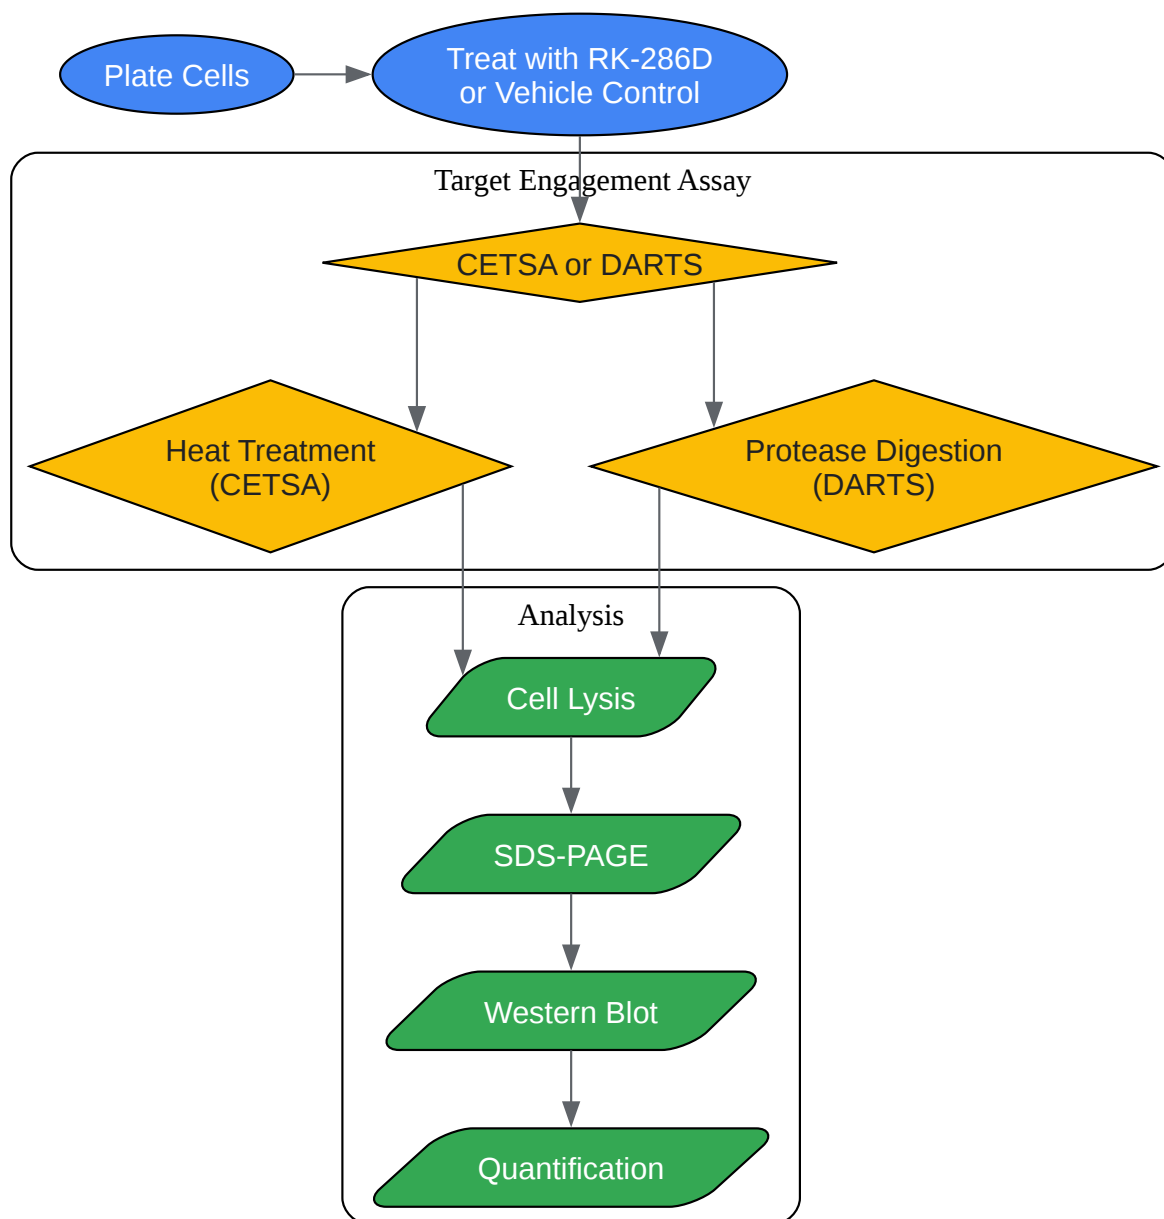 Plate Cells
Treat with RK-286D
or Vehicle Control
Target Engagement Assay
CETSA or DARTS
Heat Treatment
(CETSA)
Protease Digestion
(DARTS)
Analysis
Cell Lysis
SDS-PAGE
Western Blot
Quantification